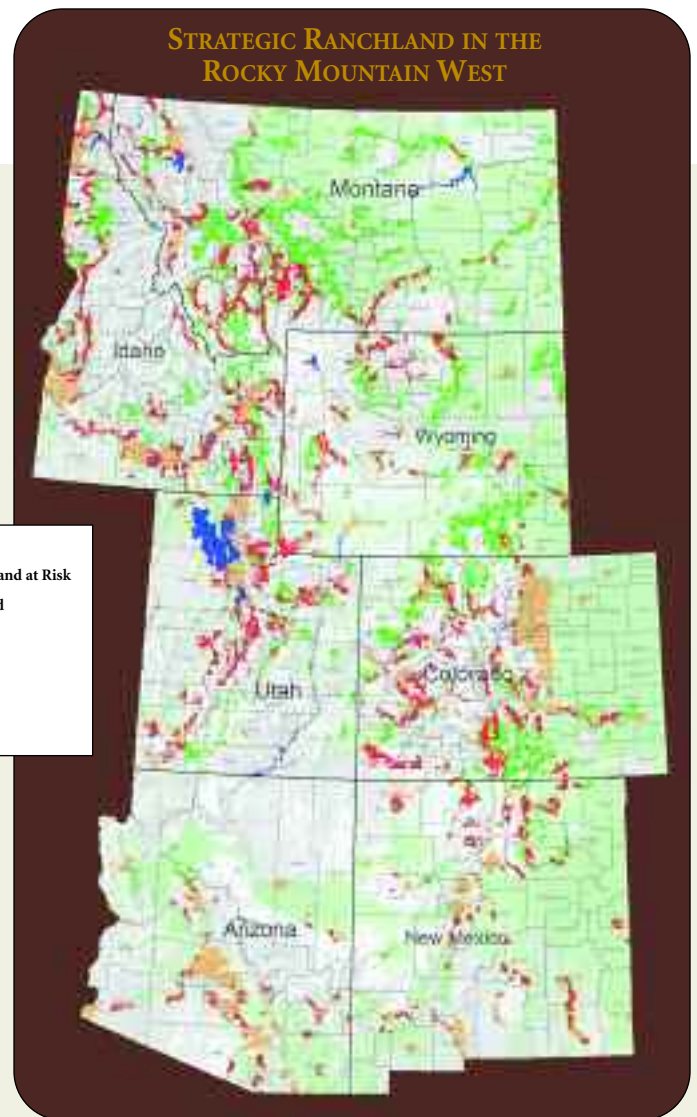 STRATEGIC RANCHLAND IN THE
ROCKY MOUNTAIN WEST
Montana
Idaho
Wyoming
and at Risk
Utah
Colorado
Arizona
New Mexico